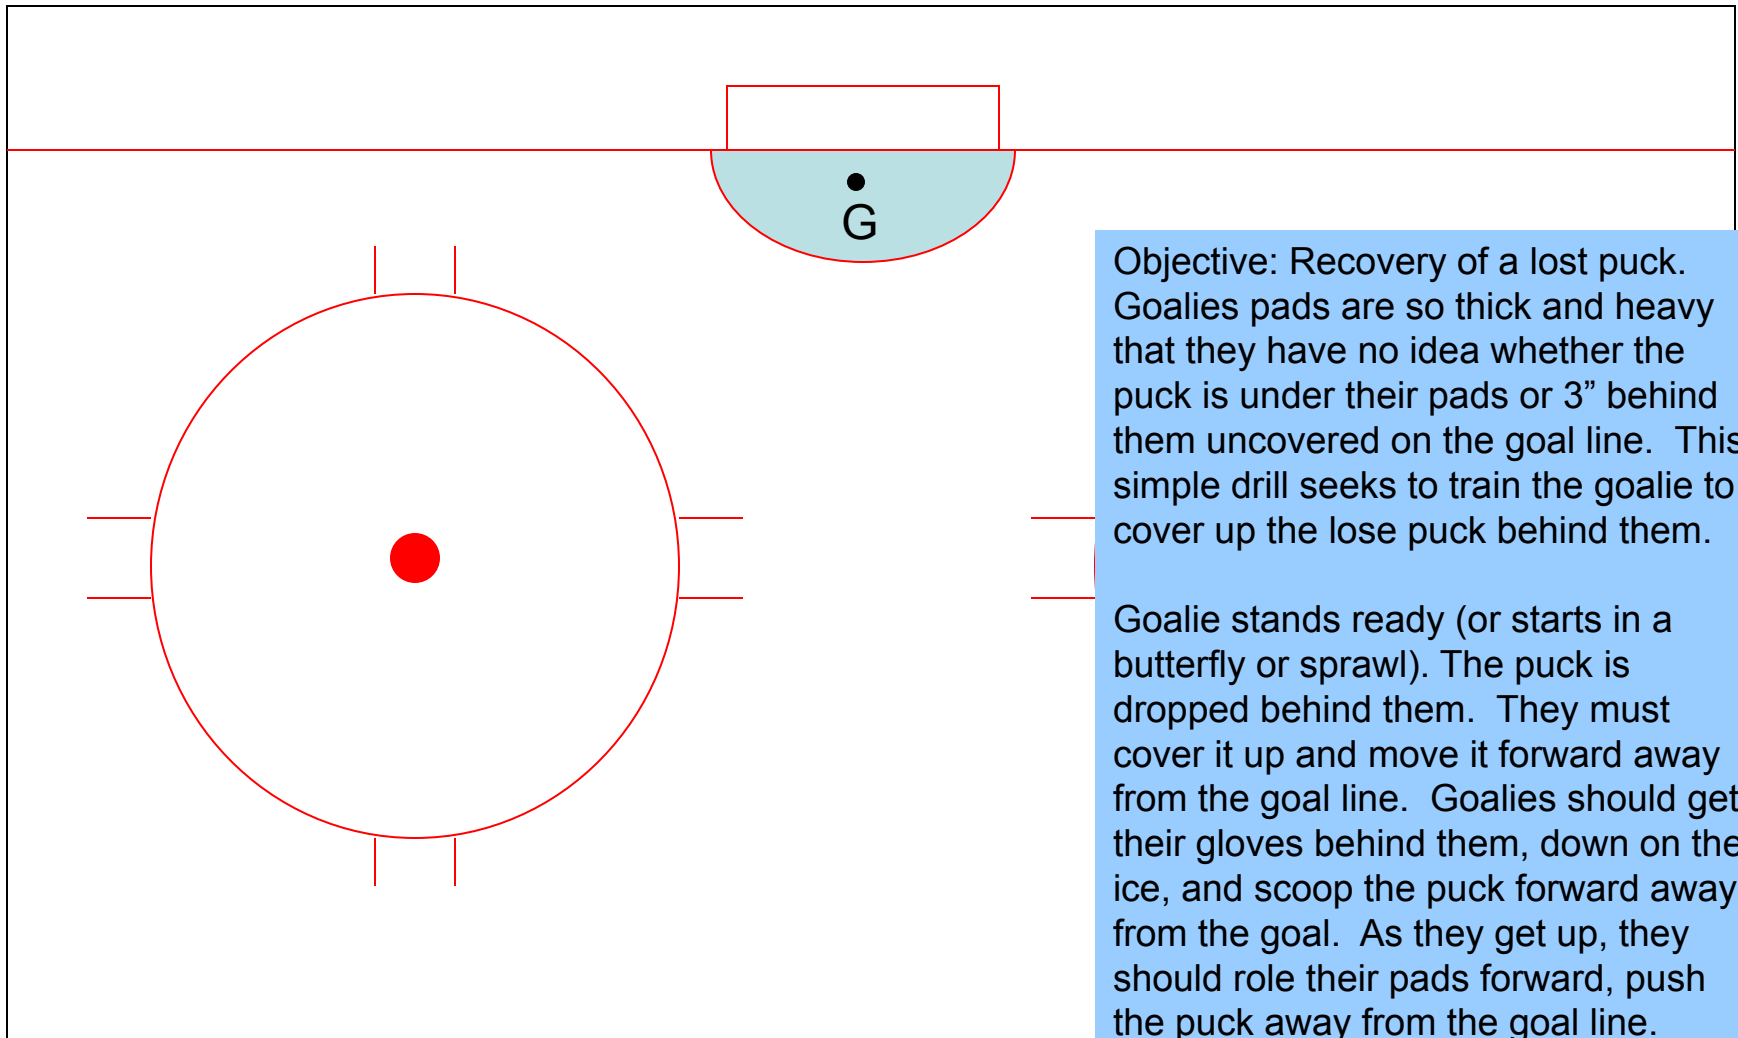 G
Objective: Recovery of a lost puck.
Goalies pads are so thick and heavy
that they have no idea whether the
puck is under their pads or 3” behind
them uncovered on the goal line.  This
simple drill seeks to train the goalie to
cover up the lose puck behind them.
Goalie stands ready (or starts in a
butterfly or sprawl). The puck is
dropped behind them.  They must
cover it up and move it forward away
from the goal line.  Goalies should get
their gloves behind them, down on the
ice, and scoop the puck forward away
from the goal.  As they get up, they
should role their pads forward, push
the puck away from the goal line.